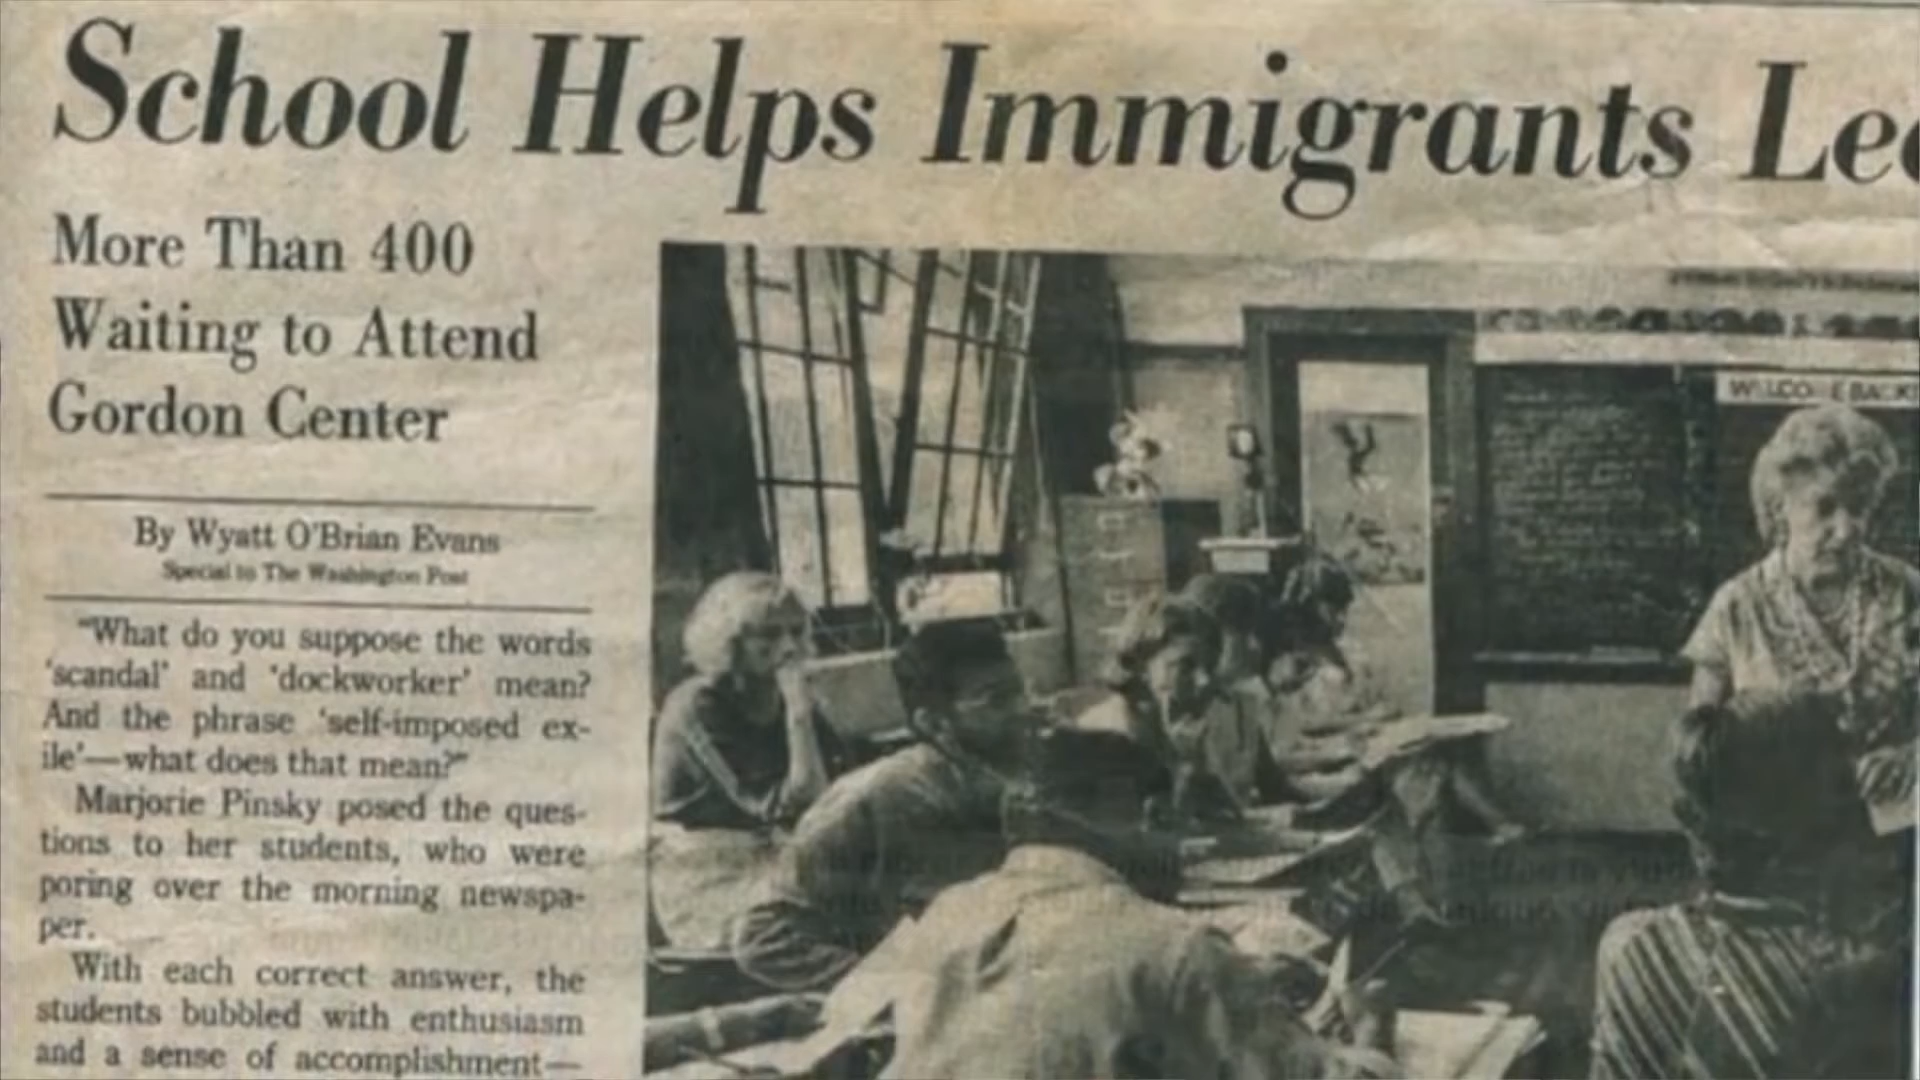 School Helps Immigrants Le
More Than 400
Waiting to Attend
Gordon Center
By Wyatt O'Brian Evans
Special to The Washington Post
"What do you suppose the words
'scandal' and 'dockworker' mean?
And the phrase 'self-imposed ex-
ile'—what does that mean?"
Marjorie Pinsky posed the ques-
tions to her students, who were
poring over the morning newspa-
per.
With each correct answer, the
students bubbled with enthusiasm
and a sense of accomplishment—